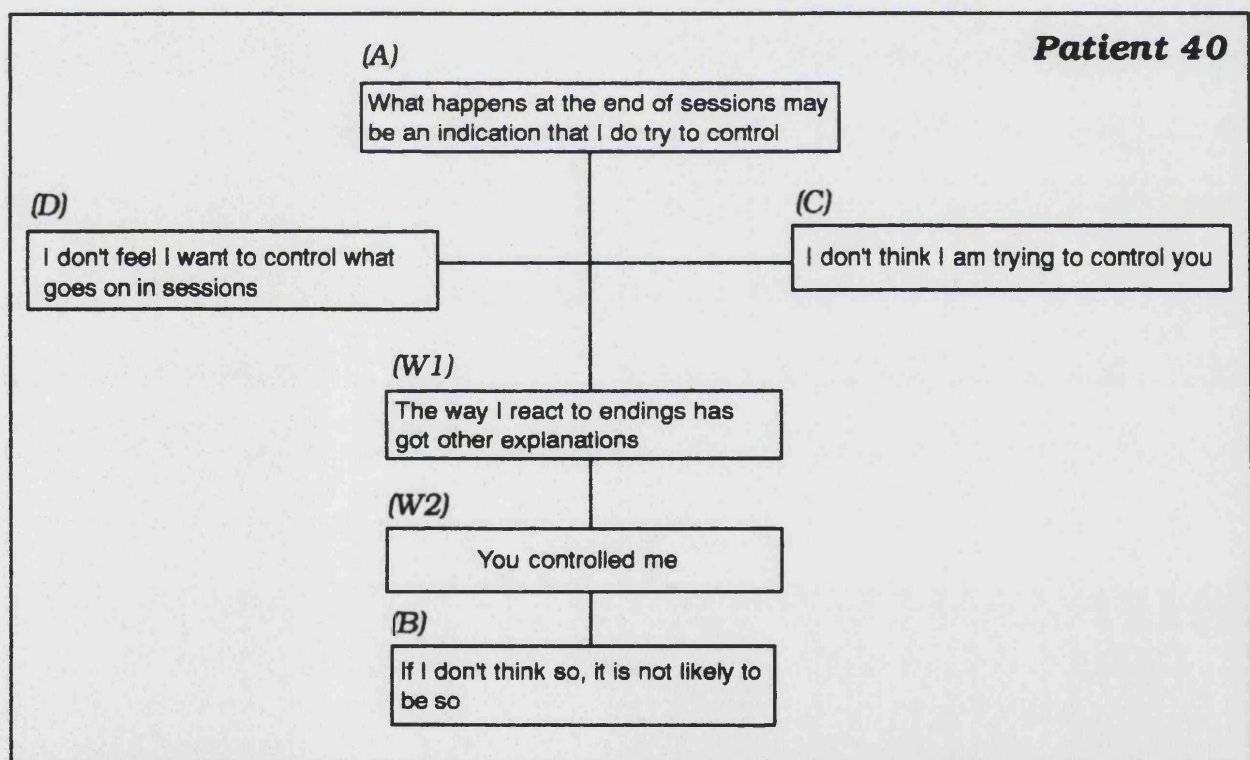 Patient 40
(A)
What happens at the end of sessions may
be an indication that I do try to control
(D)
I don't feel I want to control what
goes on in sessions
(C)
I don't think I am trying to control you
(W1)
The way I react to endings has
got other explanations
(W2)
You controlled me
(B)
If I don't think so, it is not likely to
be so